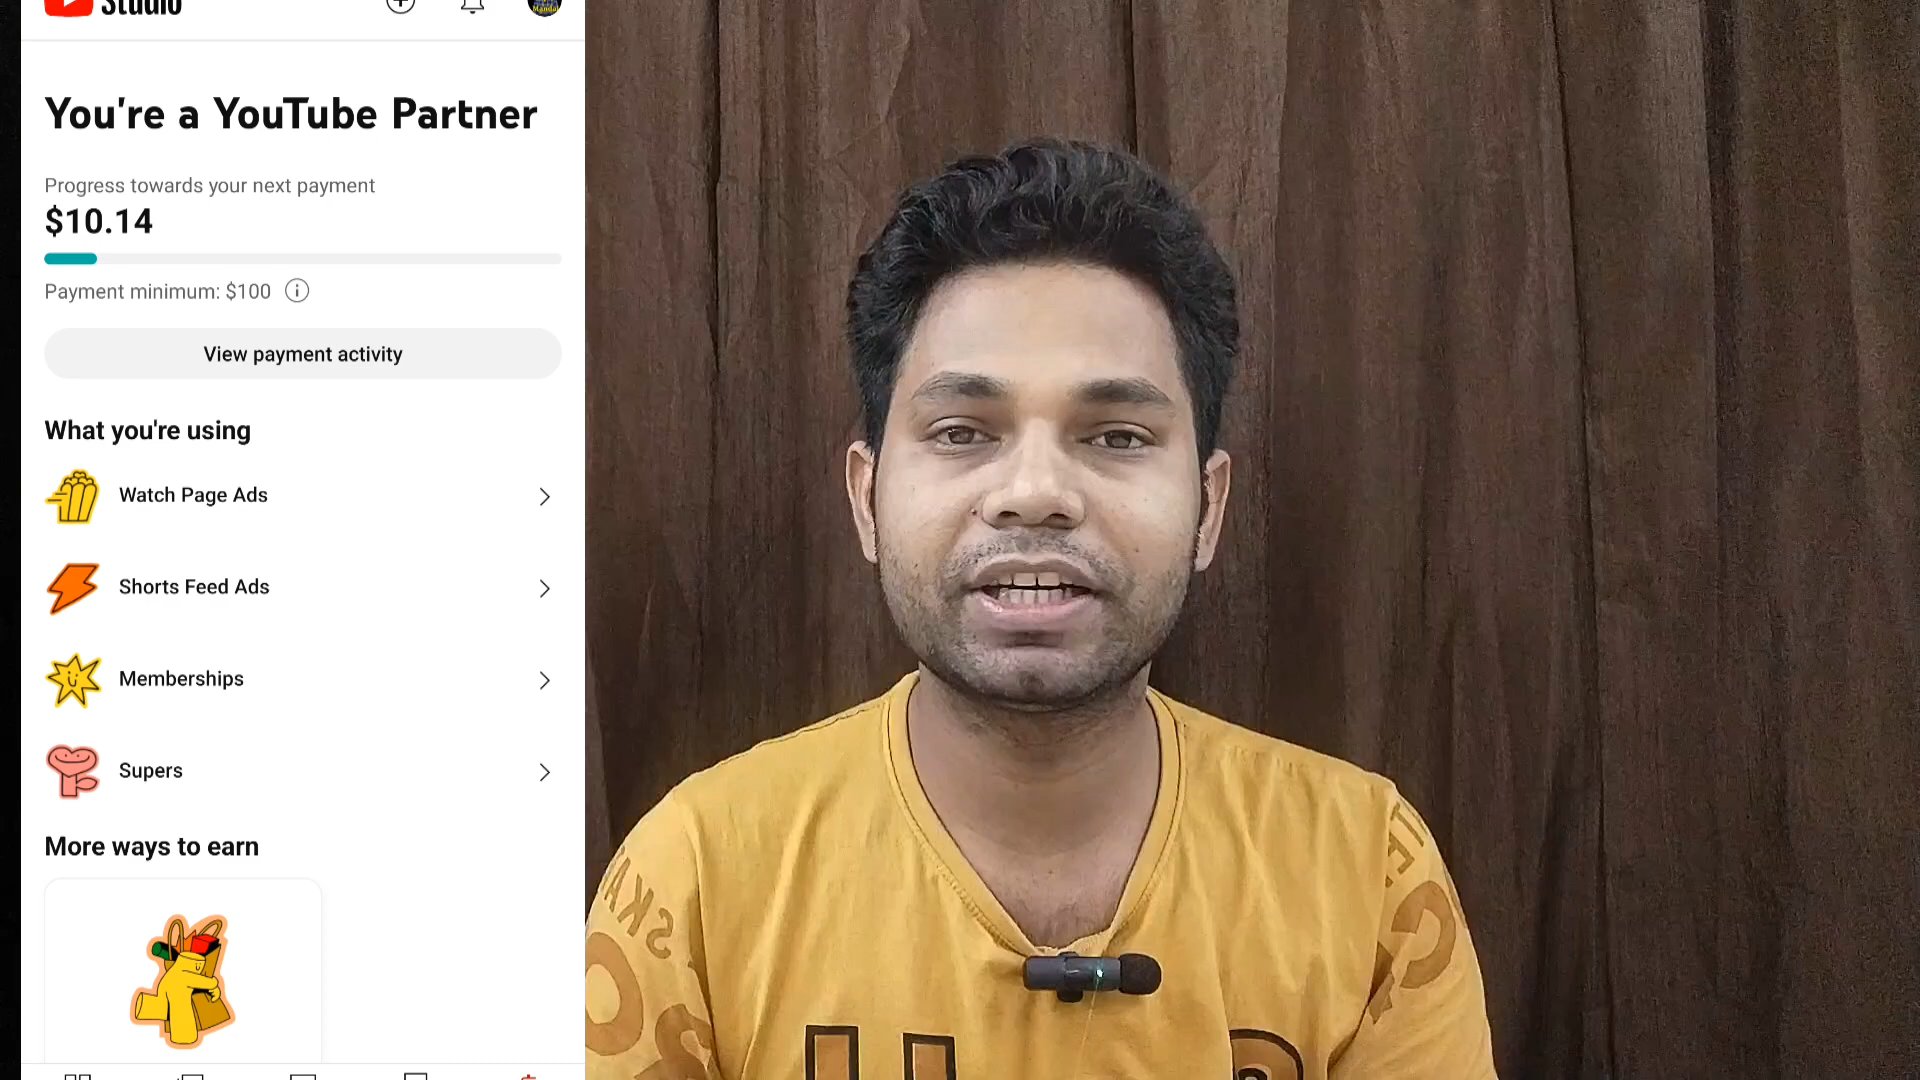 Studio
You're a YouTube Partner
Progress towards your next payment
$10.14
Payment minimum: $100
View payment activity
What you're using
Watch Page Ads
Shorts Feed Ads
Memberships
Supers
More ways to earn